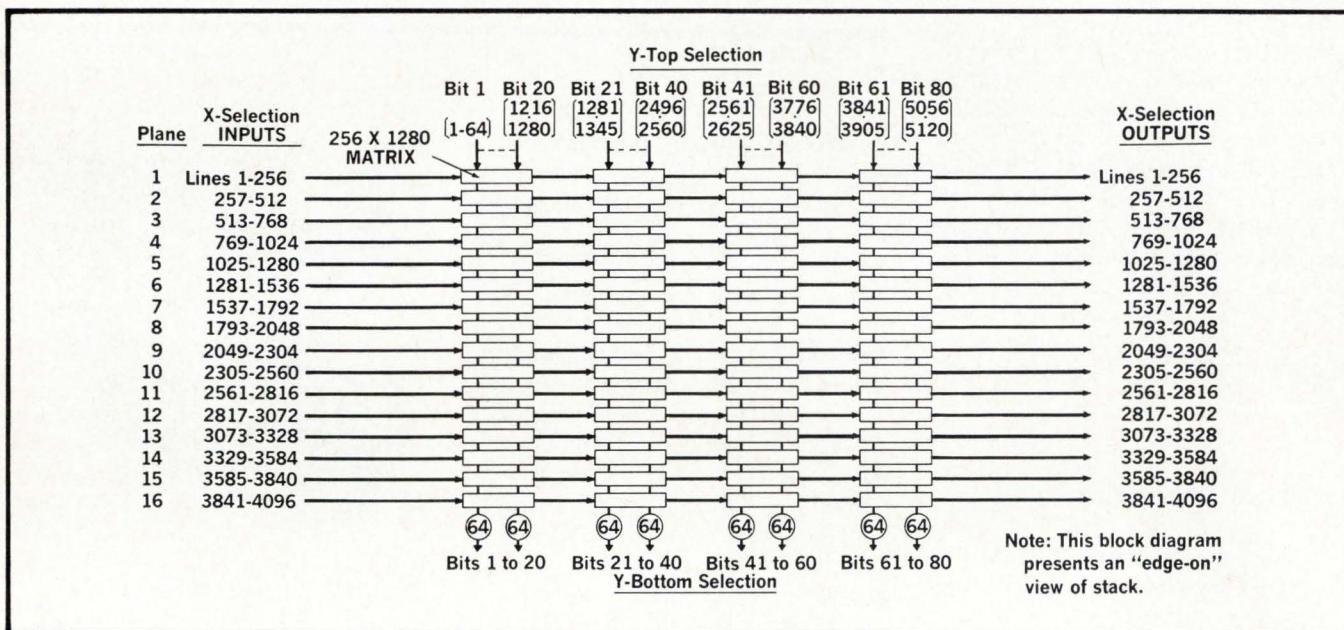 Y-Top Selection
Bit 1 Bit 20 Bit 21 Bit 40 Bit 41 Bit 60 Bit 61 Bit 80
(1216 (1281 (2496 (2561 (3776 (3841 (5056
(1-64) 1280) 1345) 2560) 2625) 3840) 3905) 5120)
Plane X-Selection INPUTS X-Selection OUTPUTS
256 X 1280 MATRIX
1 Lines 1-256 Lines 1-256
2 257-512 257-512
3 513-768 513-768
4 769-1024 769-1024
5 1025-1280 1025-1280
6 1281-1536 1281-1536
7 1537-1792 1537-1792
8 1793-2048 1793-2048
9 2049-2304 2049-2304
10 2305-2560 2305-2560
11 2561-2816 2561-2816
12 2817-3072 2817-3072
13 3073-3328 3073-3328
14 3329-3584 3329-3584
15 3585-3840 3585-3840
16 3841-4096 3841-4096
64 64 64 64 64 64 64 64
Bits 1 to 20 Bits 21 to 40 Bits 41 to 60 Bits 61 to 80
Y-Bottom Selection
Note: This block diagram
presents an "edge-on"
view of stack.